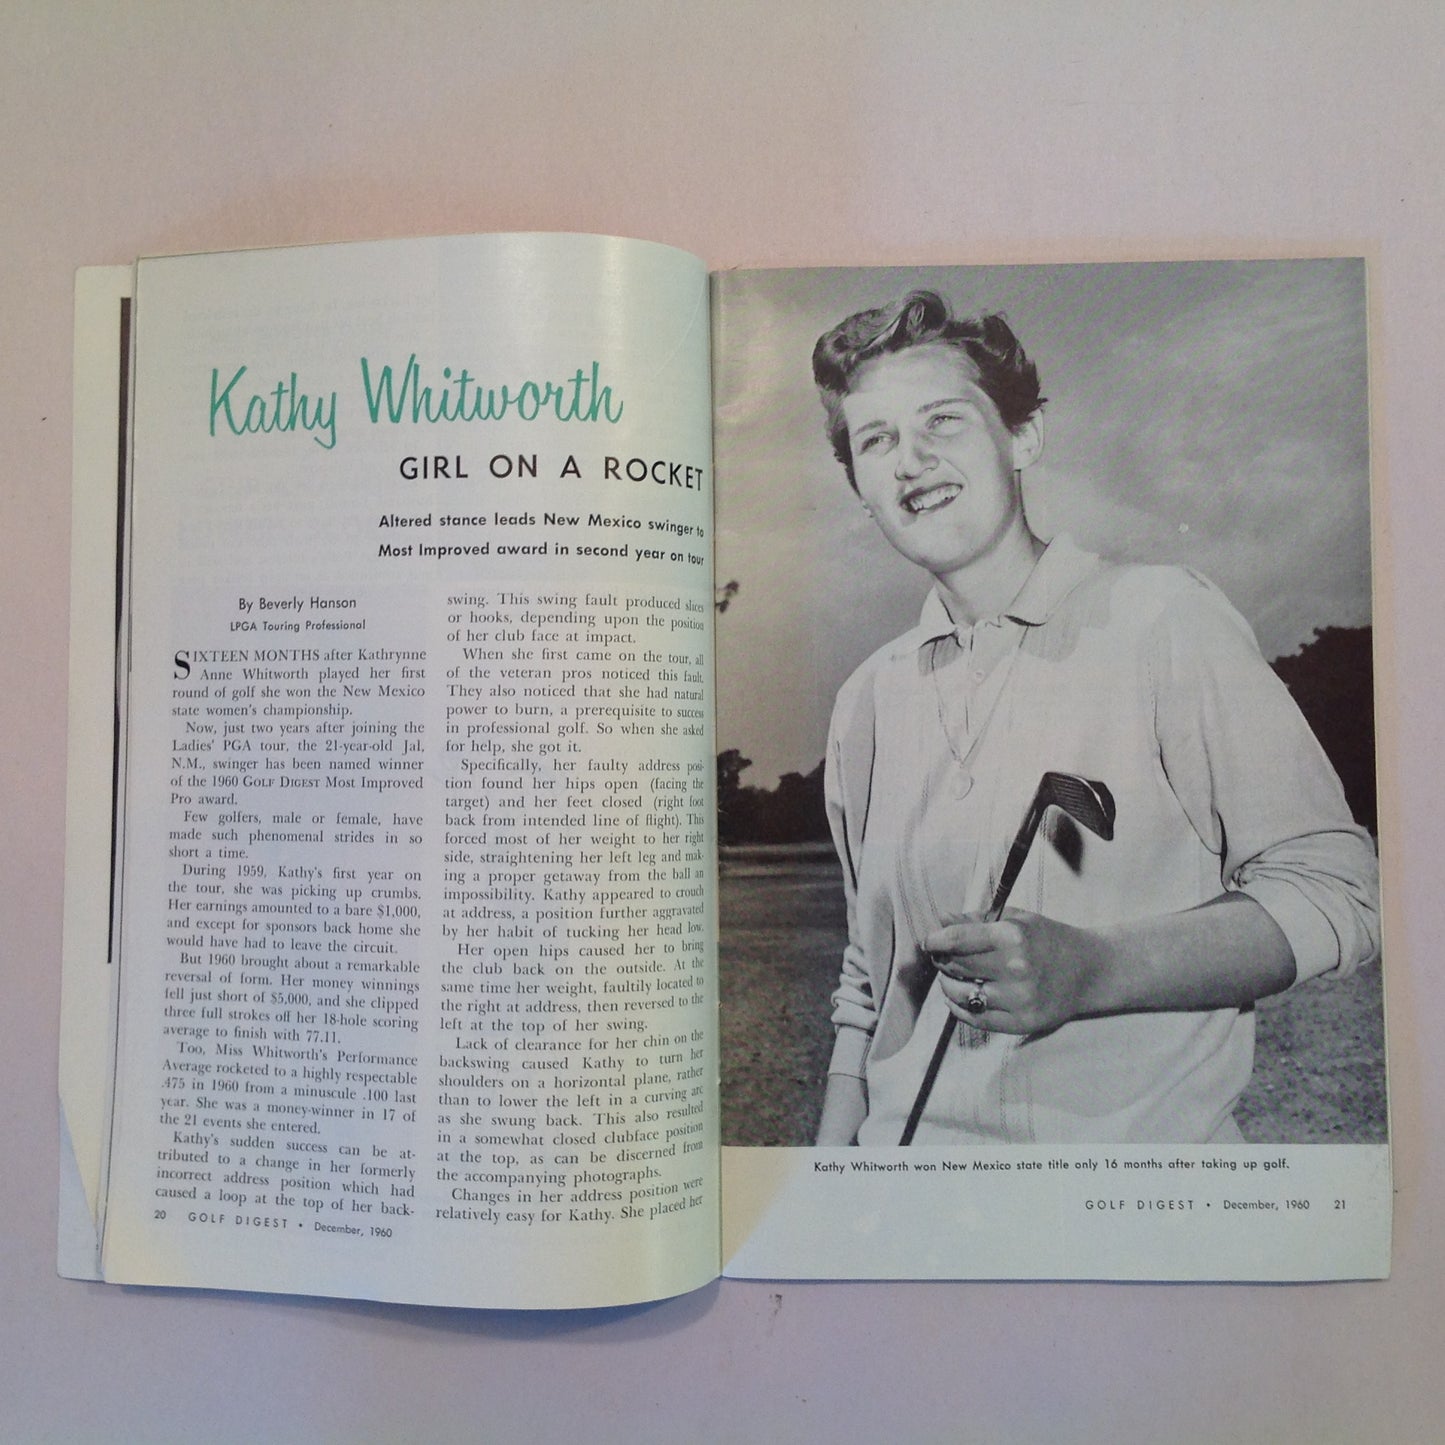 Kathy Whitworth
GIRL ON A ROCKET
Altered stance leads New Mexico swinger to
Most Improved award in second year on tour
By Beverly Hanson
LPGA Touring Professional
SIXTEEN MONTHS after Kathrynne
Anne Whitworth played her first
round of golf she won the New Mexico
state women's championship.
Now, just two years after joining the
Ladies' PGA tour, the 21-year-old Jal,
N.M., swinger has been named winner
of the 1960 GOLF DIGEST Most Improved
Pro award.
Few golfers, male or female, have
made such phenomenal strides in so
short a time.
During 1959, Kathy's first year on
the tour, she was picking up crumbs.
Her earnings amounted to a bare $1,000,
and except for sponsors back home she
would have had to leave the circuit.
But 1960 brought about a remarkable
reversal of form. Her money winnings
fell just short of $5,000, and she clipped
three full strokes off her 18-hole scoring
average to finish with 77.11.
Too, Miss Whitworth's Performance
Average rocketed to a highly respectable
.475 in 1960 from a minuscule .100 last
year. She was a money-winner in 17 of
the 21 events she entered.
Kathy's sudden success can be at-
tributed to a change in her formerly
incorrect address position which had
caused a loop at the top of her back-
20 GOLF DIGEST • December, 1960
swing. This swing fault produced slices
or hooks, depending upon the position
of her club face at impact.
When she first came on the tour, all
of the veteran pros noticed this fault.
They also noticed that she had natural
power to burn, a prerequisite to success
in professional golf. So when she asked
for help, she got it.
Specifically, her faulty address posi-
tion found her hips open (facing the
target) and her feet closed (right foot
back from intended line of flight). This
forced most of her weight to her right
side, straightening her left leg and mak-
ing a proper getaway from the ball an
impossibility. Kathy appeared to crouch
at address, a position further aggravated
by her habit of tucking her head low.
Her open hips caused her to bring
the club back on the outside. At the
same time her weight, faultily located to
the right at address, then reversed to the
left at the top of her swing.
Lack of clearance for her chin on the
backswing caused Kathy to turn her
shoulders on a horizontal plane, rather
than to lower the left in a curving arc
as she swung back. This also resulted
in a somewhat closed clubface position
at the top, as can be discerned from
the accompanying photographs.
Changes in her address position were
relatively easy for Kathy. She placed her
Kathy Whitworth won New Mexico state title only 16 months after taking up golf.
GOLF DIGEST • December, 1960 21